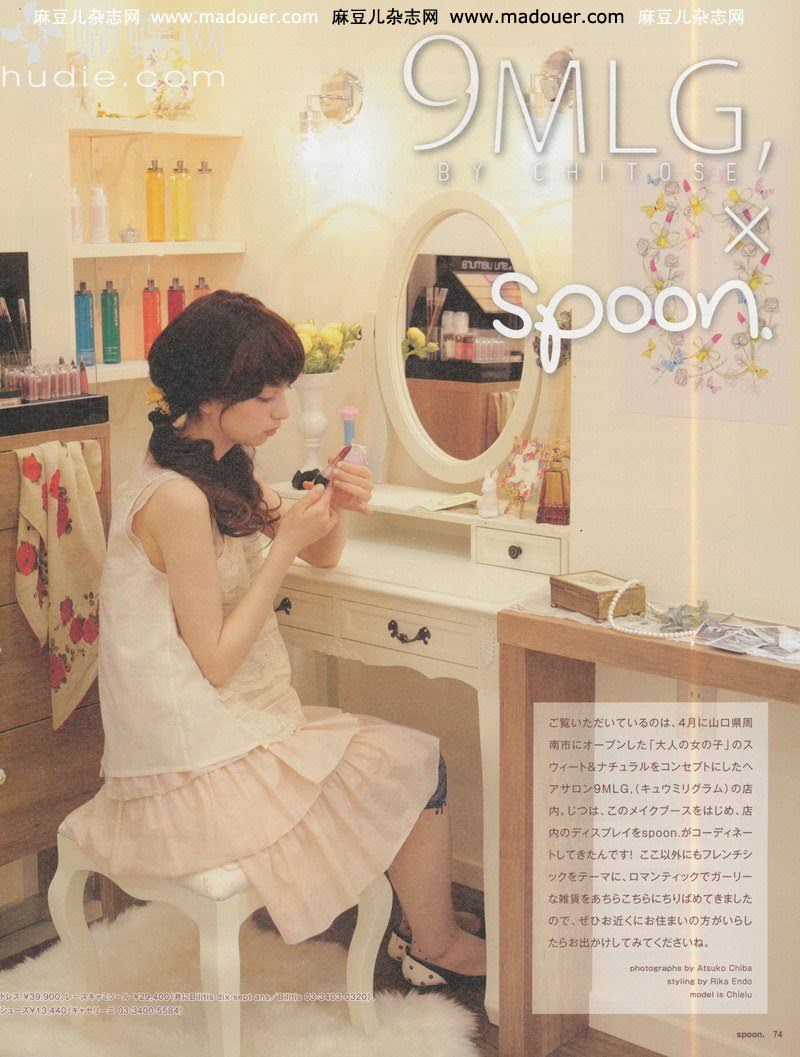 麻豆儿杂志网 www.madouer.com 麻豆儿杂志网 www.madouer.com 麻豆儿杂志网
蝴蝶网
hudie.com
9MLG,
BY CHITOSE
×
spoon.
shu uemura
ご覧いただいているのは、4月に山口県周
南市にオープンした「大人の女の子」のス
ウィート&ナチュラルをコンセプトにしたヘ
アサロン9MLG,(キュウミリグラム)の店
内。じつは、このメイクブースをはじめ、店
内のディスプレイをspoon.がコーディネー
トしてきたんです! ここ以外にもフレンチシ
ックをテーマに、ロマンティックでガーリー
な雑貨をあちらこちらにちりばめてきました
ので、ぜひお近くにお住まいの方がいらし
たらお出かけしてみてくださいね。
photographs by Atsuko Chiba
styling by Rika Endo
model is Chielu
ドレス ¥39,900、レースキャミソール ¥29,400(共にBilitis dix-sept ans/Bilitis 03-3403-0320)、
シューズ¥13,440(キャセリーニ 03-3400-5584)
spoon. 74